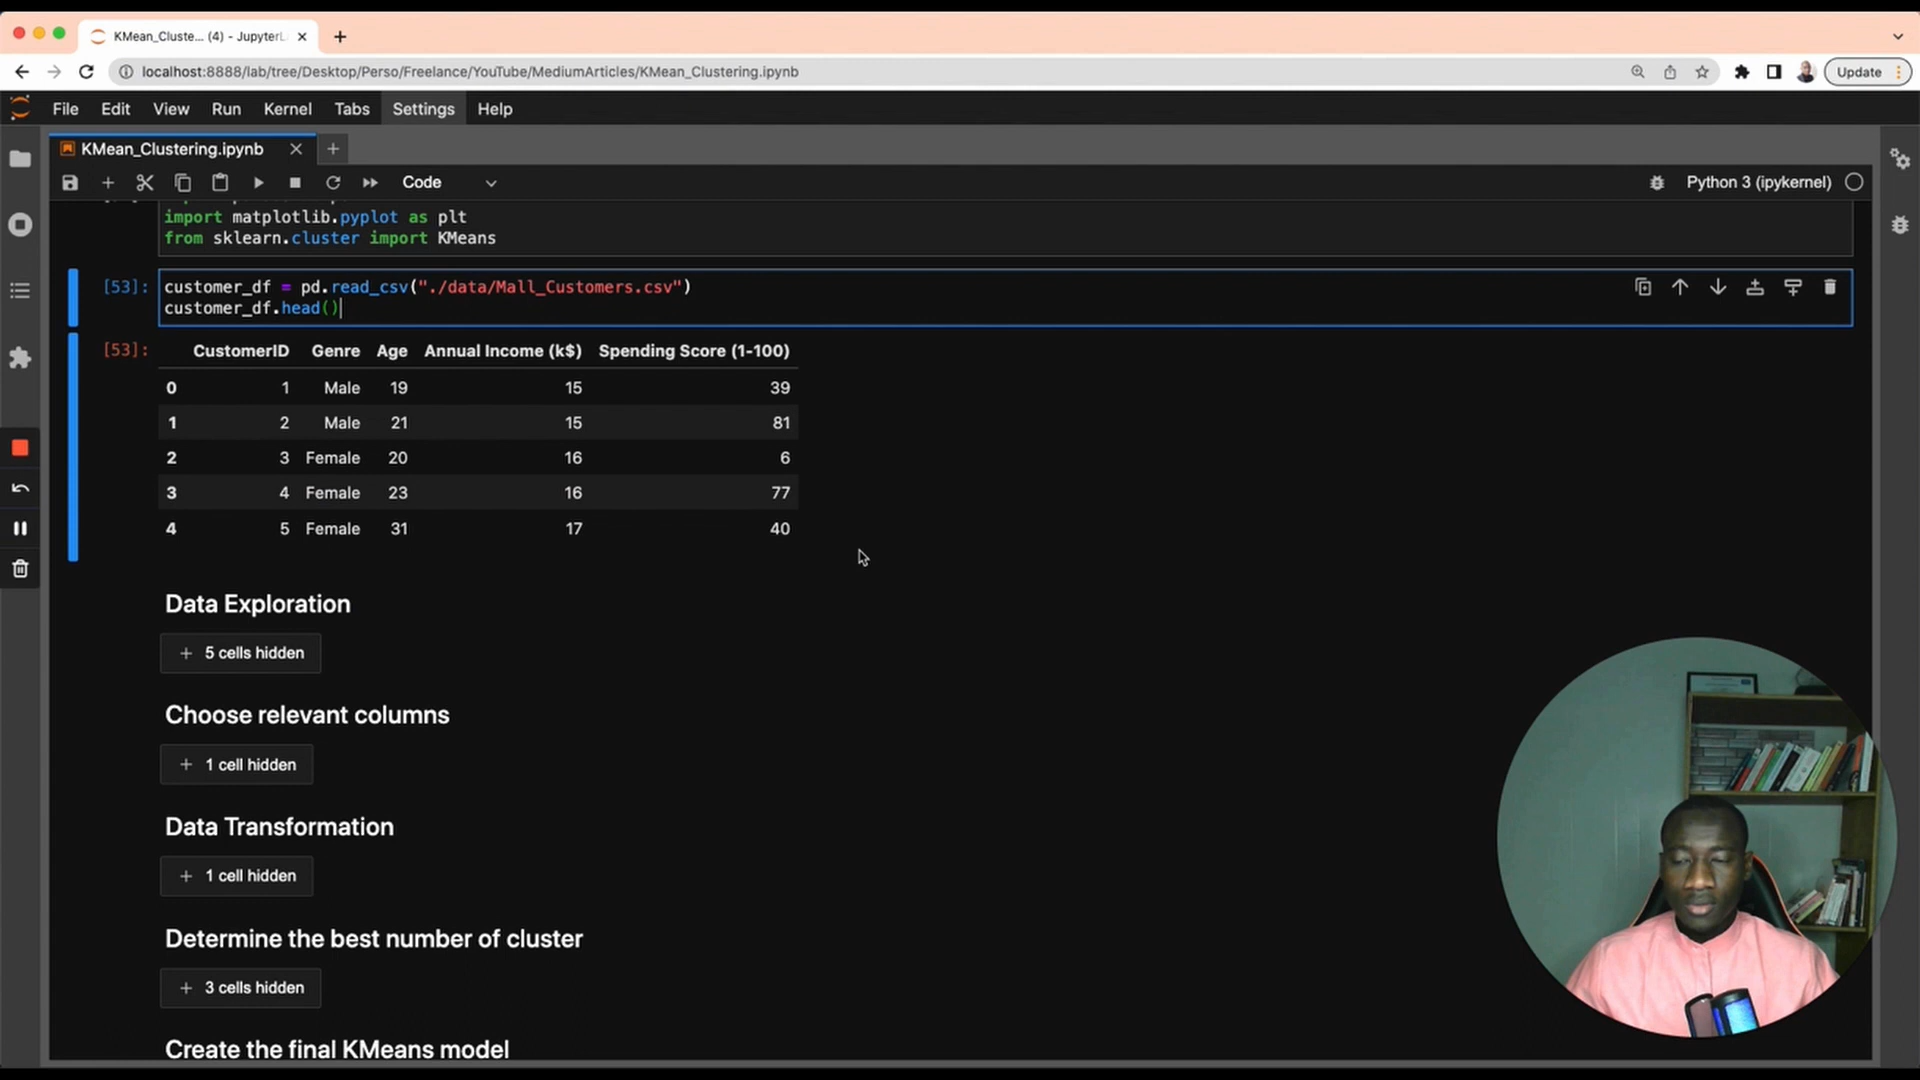 KMean_Cluste... (4) - JupyterL
localhost:8888/lab/tree/Desktop/Perso/Freelance/YouTube/MediumArticles/KMean_Clustering.ipynb
Update
File Edit View Run Kernel Tabs Settings Help
KMean_Clustering.ipynb
Code
Python 3 (ipykernel)
import matplotlib.pyplot as plt
from sklearn.cluster import KMeans
[53]: customer_df = pd.read_csv("./data/Mall_Customers.csv")
customer_df.head()
[53]: CustomerID Genre Age Annual Income (k$) Spending Score (1-100)
0 1 Male 19 15 39
1 2 Male 21 15 81
2 3 Female 20 16 6
3 4 Female 23 16 77
4 5 Female 31 17 40
Data Exploration
+ 5 cells hidden
Choose relevant columns
+ 1 cell hidden
Data Transformation
+ 1 cell hidden
Determine the best number of cluster
+ 3 cells hidden
Create the final KMeans model